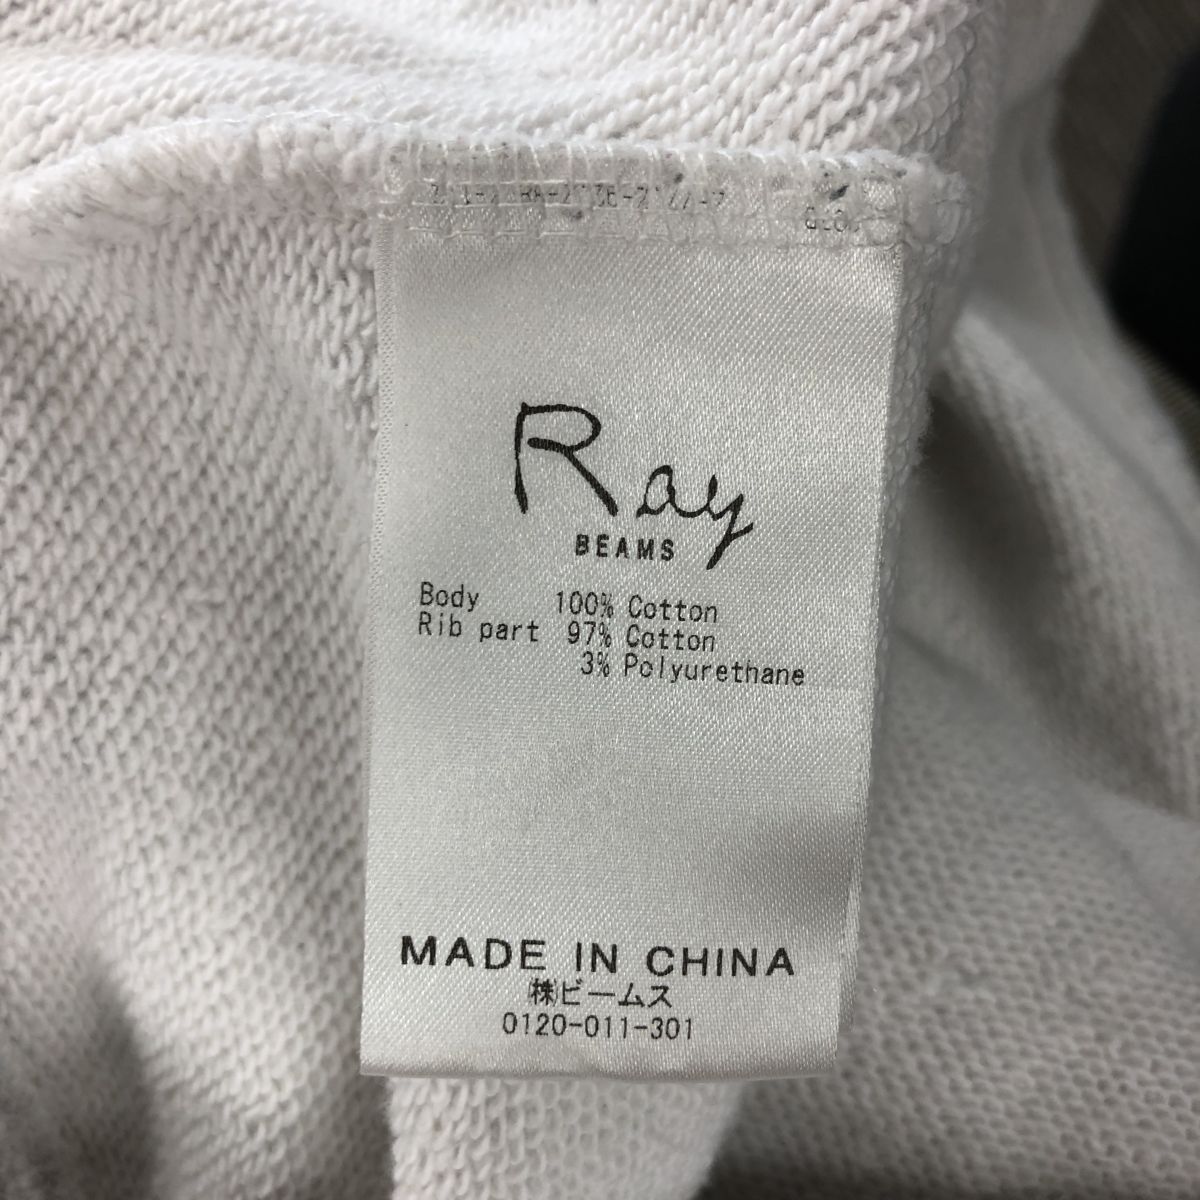 Ray
BEAMS
Body 100% Cotton
Rib part 97% Cotton
3% Polyurethane
MADE IN CHINA
㈱ビームス
0120-011-301